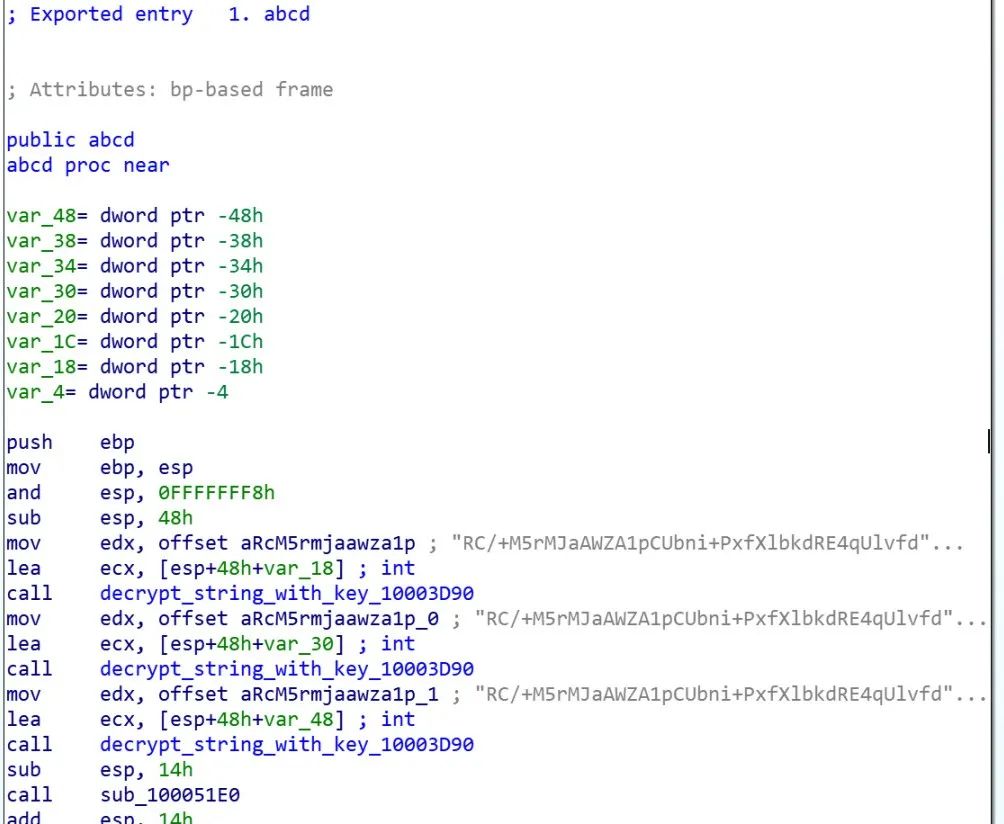 ; Exported entry   1. abcd
; Attributes: bp-based frame
public abcd
abcd proc near
var_48= dword ptr -48h
var_38= dword ptr -38h
var_34= dword ptr -34h
var_30= dword ptr -30h
var_20= dword ptr -20h
var_1C= dword ptr -1Ch
var_18= dword ptr -18h
var_4= dword ptr -4
push    ebp
mov     ebp, esp
and     esp, 0FFFFFFF8h
sub     esp, 48h
mov     edx, offset aRcM5rmjaawza1p ; "RC/+M5rMJaAWZA1pCUbni+PxfXlbkdRE4qUlvfd"...
lea     ecx, [esp+48h+var_18] ; int
call    decrypt_string_with_key_10003D90
mov     edx, offset aRcM5rmjaawza1p_0 ; "RC/+M5rMJaAWZA1pCUbni+PxfXlbkdRE4qUlvfd"...
lea     ecx, [esp+48h+var_30] ; int
call    decrypt_string_with_key_10003D90
mov     edx, offset aRcM5rmjaawza1p_1 ; "RC/+M5rMJaAWZA1pCUbni+PxfXlbkdRE4qUlvfd"...
lea     ecx, [esp+48h+var_48] ; int
call    decrypt_string_with_key_10003D90
sub     esp, 14h
call    sub_100051E0
add     esp, 14h